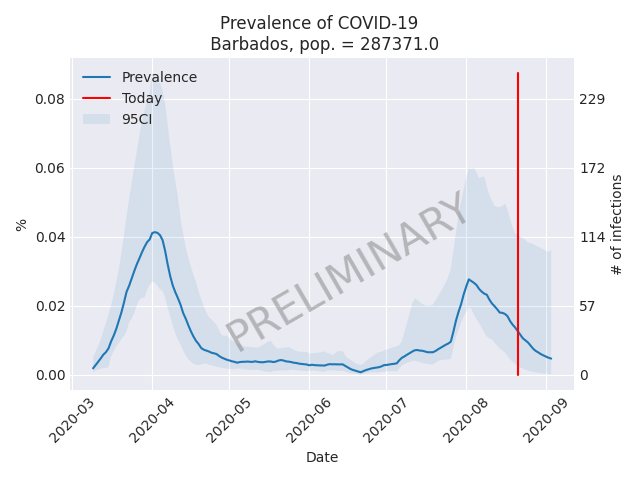 Prevalence of COVID-19
Barbados, pop. = 287371.0
Prevalence
Today
95CI
0.08
0.06
0.04
0.02
0.00
%
229
172
114
57
0
# of infections
PRELIMINARY
2020-03
2020-04
2020-05
2020-06
2020-07
2020-08
2020-09
Date